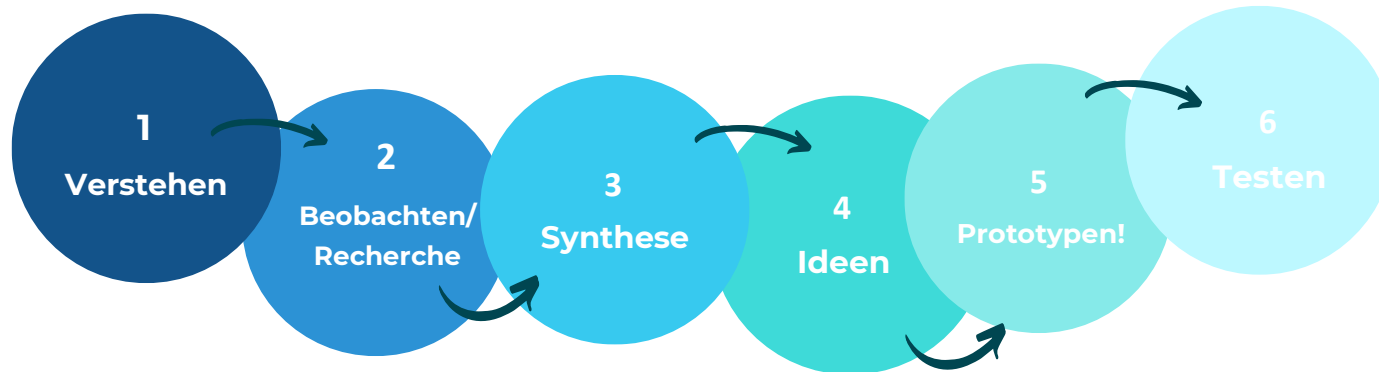 1
Verstehen
2
Beobachten/
Recherche
3
Synthese
4
Ideen
5
Prototypen!
6
Testen